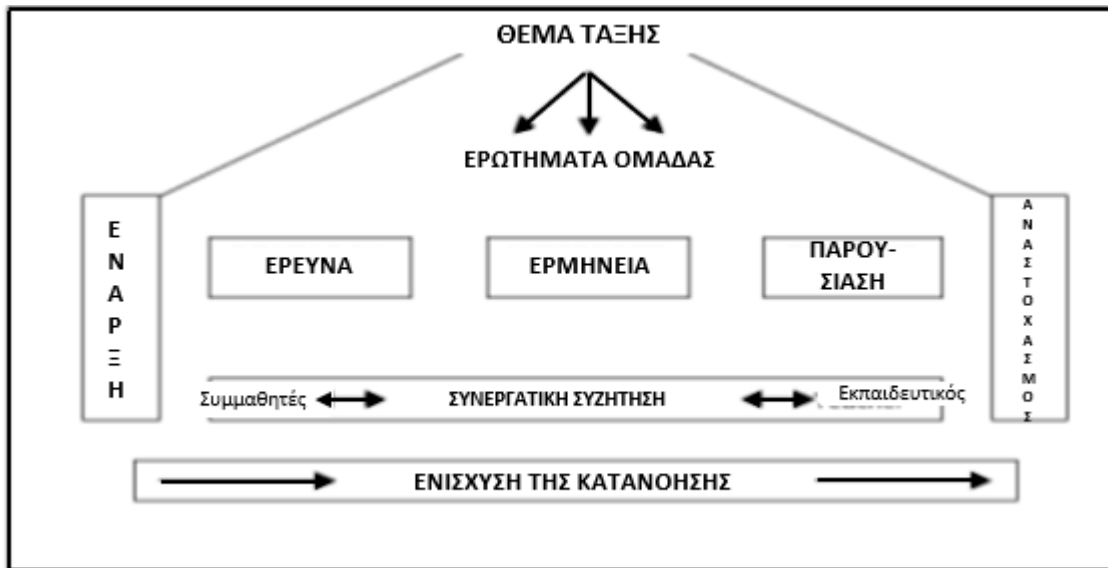 ΘΕΜΑ ΤΑΞΗΣ
ΕΡΩΤΗΜΑΤΑ ΟΜΑΔΑΣ
ΕΝΑΡΞΗ
ΕΡΕΥΝΑ
ΕΡΜΗΝΕΙΑ
ΠΑΡΟΥ-
ΣΙΑΣΗ
ΑΝΑΣΤΟΧΑΣΜΟΣ
Συμμαθητές
ΣΥΝΕΡΓΑΤΙΚΗ ΣΥΖΗΤΗΣΗ
Εκπαιδευτικός
ΕΝΙΣΧΥΣΗ ΤΗΣ ΚΑΤΑΝΟΗΣΗΣ